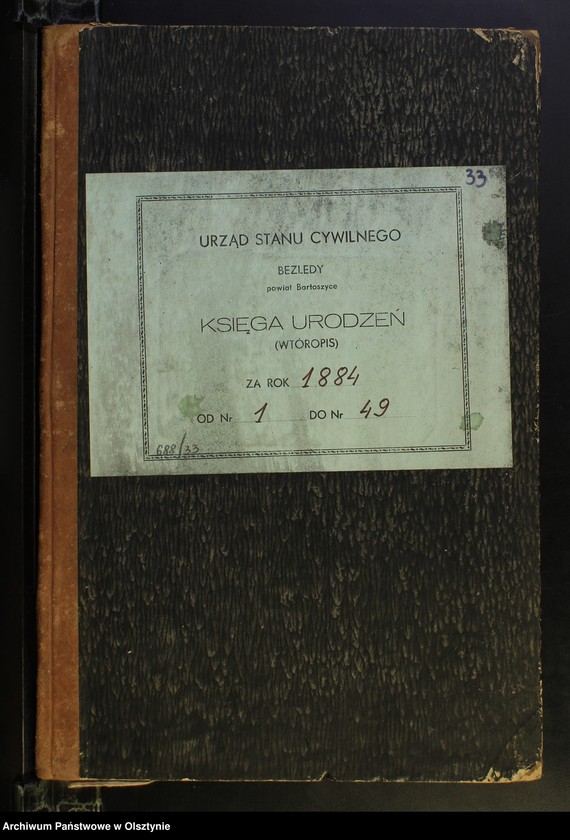 33
URZĄD STANU CYWILNEGO
BEZLEDY
powiat Bartoszyce
KSIĘGA URODZEŃ
(WTÓROPIS)
ZA ROK 1884
OD Nr 1 DO Nr 49
688/33
Archiwum Państwowe w Olsztynie